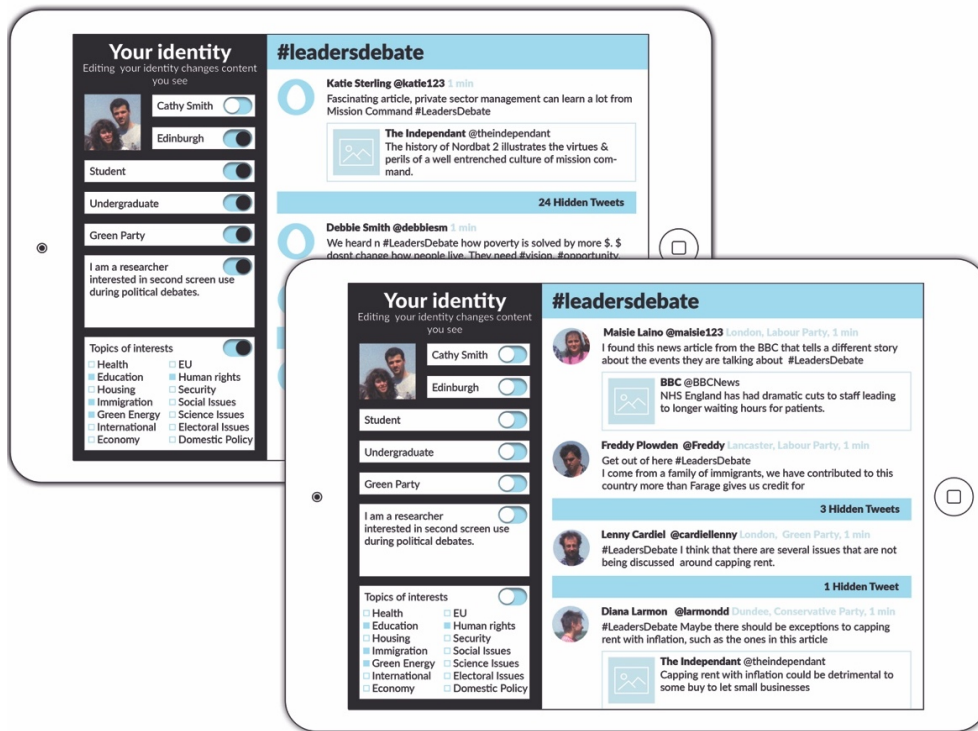 Your identity
Editing your identity changes content
you see
Cathy Smith
Edinburgh
Student
Undergraduate
Green Party
I am a researcher
interested in second screen use
during political debates.
Topics of interests
Health
Education
Housing
Immigration
Green Energy
International
Economy
EU
Human rights
Security
Social Issues
Science Issues
Electoral Issues
Domestic Policy
#leadersdebate
Katie Sterling @katie123 1 min
Fascinating article, private sector management can learn a lot from
Mission Command #LeadersDebate
The Independant @theindependant
The history of Nordbat 2 illustrates the virtues &
perils of a well entrenched culture of mission com-
mand.
24 Hidden Tweets
Debbie Smith @debbiesm 1 min
We heard n #LeadersDebate how poverty is solved by more $. $
dosnt change how people live. They need #vision, #opportunity,
Your identity
Editing your identity changes content
you see
Cathy Smith
Edinburgh
Student
Undergraduate
Green Party
I am a researcher
interested in second screen use
during political debates.
Topics of interests
Health
Education
Housing
Immigration
Green Energy
International
Economy
EU
Human rights
Security
Social Issues
Science Issues
Electoral Issues
Domestic Policy
#leadersdebate
Maisie Laino @maisie123 London, Labour Party, 1 min
I found this news article from the BBC that tells a different story
about the events they are talking about #LeadersDebate
BBC @BBCNews
NHS England has had dramatic cuts to staff leading
to longer waiting hours for patients.
Freddy Plowden @Freddy Lancaster, Labour Party, 1 min
Get out of here #LeadersDebate
I come from a family of immigrants, we have contributed to this
country more than Farage gives us credit for
3 Hidden Tweets
Lenny Cardiel @cardiellenny London, Green Party, 1 min
#LeadersDebate I think that there are several issues that are not
being discussed around capping rent.
1 Hidden Tweet
Diana Larmon @larmondd Dundee, Conservative Party, 1 min
#LeadersDebate Maybe there should be exceptions to capping
rent with inflation, such as the ones in this article
The Independant @theindependant
Capping rent with inflation could be detrimental to
some buy to let small businesses